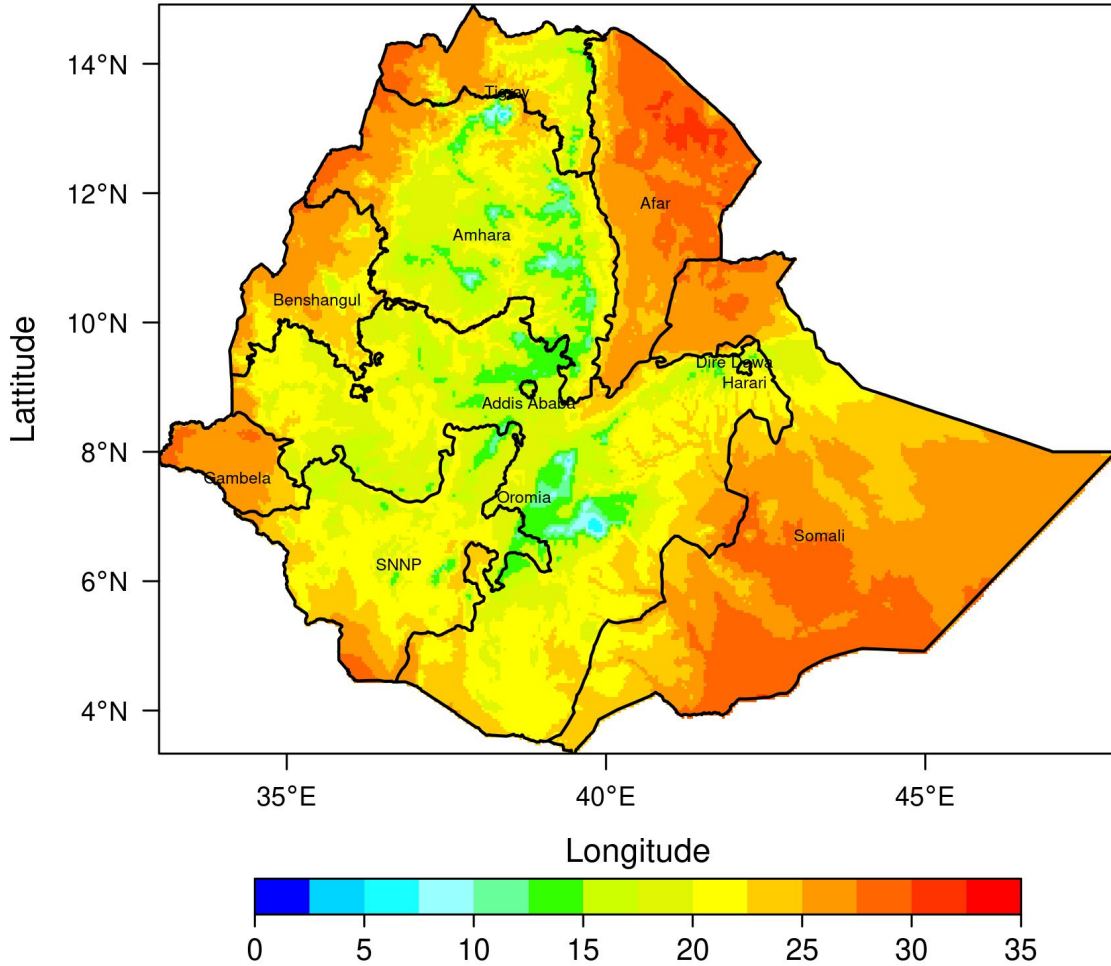 14°N
Tigray
12°N
Afar
Amhara
Benshangul
10°N
Dire Dewa
Harari
Addis Ababa
8°N
Gambela
Oromia
Somali
SNNP
6°N
4°N
Lattitude
35°E 40°E 45°E
Longitude
0 5 10 15 20 25 30 35